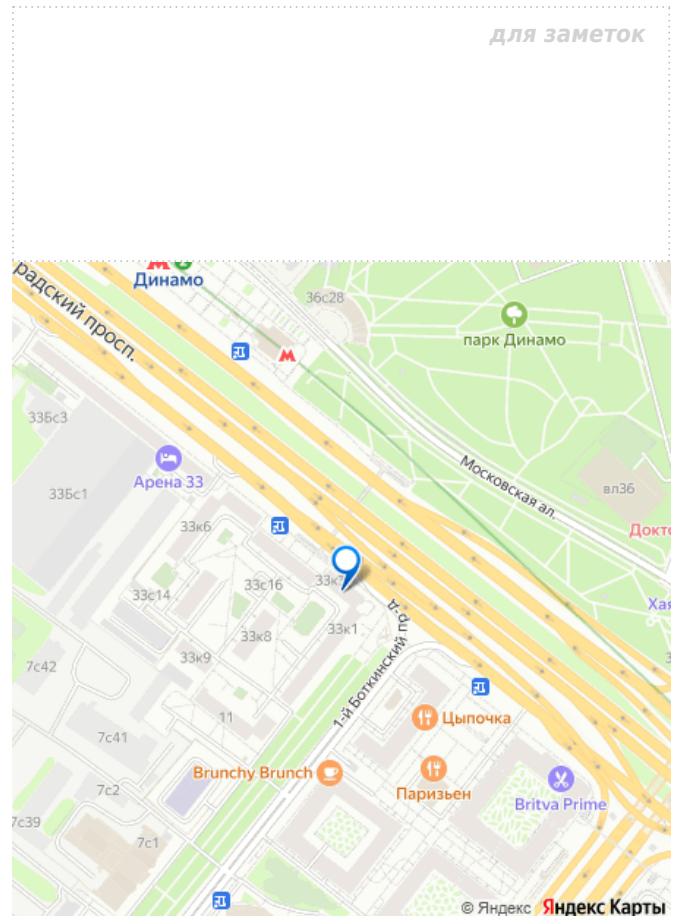 для заметок
Динамо
радский просп.
36с28
парк Динамо
33Бс3
Арена 33
Московская ал.
вл36
33Бс1
Докто
33к6
33с14
33с16
Хая
33к8
33к1
33к9
1-й Боткинский пр-д
7с42
11
Цыпочка
7с41
Brunchy Brunch
7с2
Паризьен
Britva Prime
7с39
7с1
© Яндекс Яндекс Карты